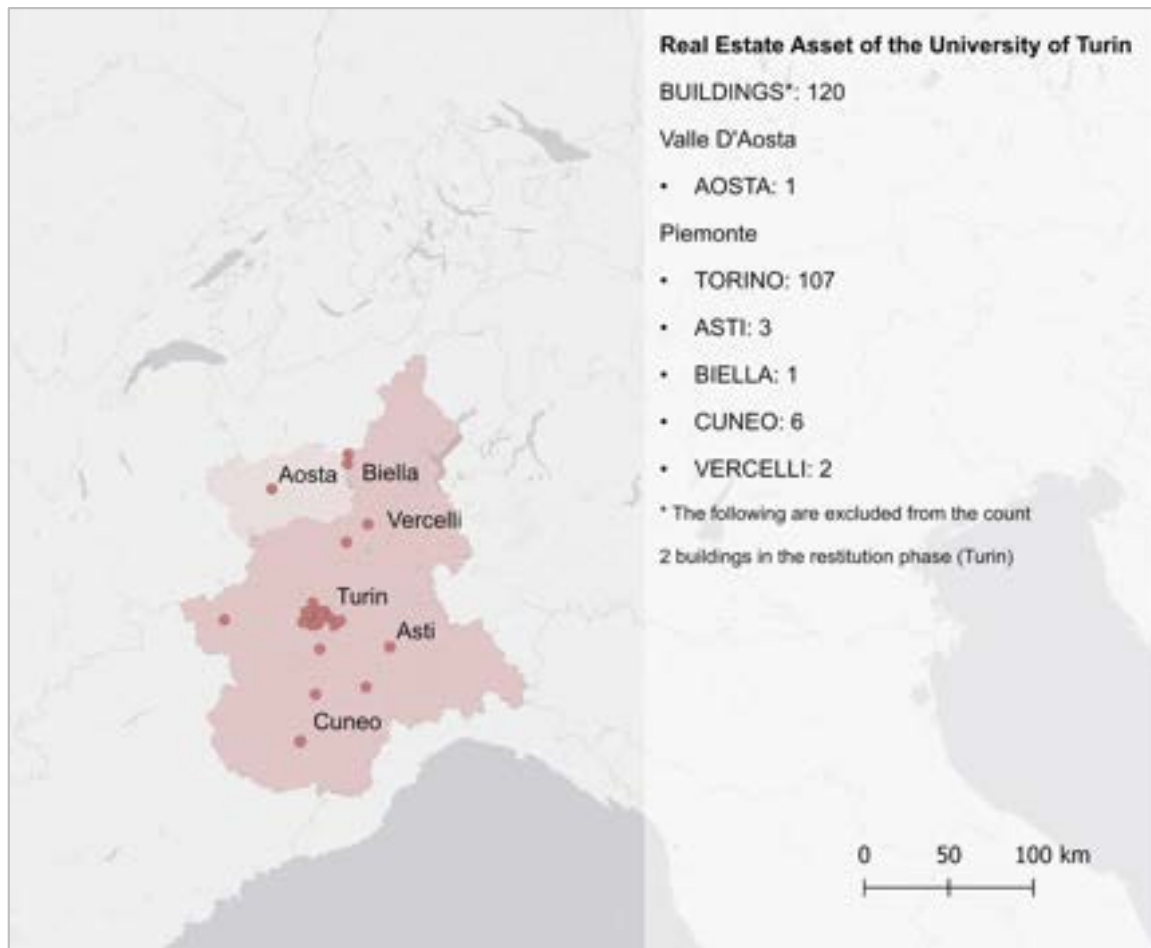 Real Estate Asset of the University of Turin
BUILDINGS*: 120
Valle D'Aosta
• AOSTA: 1
Piemonte
• TORINO: 107
• ASTI: 3
• BIELLA: 1
• CUNEO: 6
• VERCELLI: 2
* The following are excluded from the count
2 buildings in the restitution phase (Turin)
Aosta
Biella
Vercelli
Turin
Asti
Cuneo
0 50 100 km